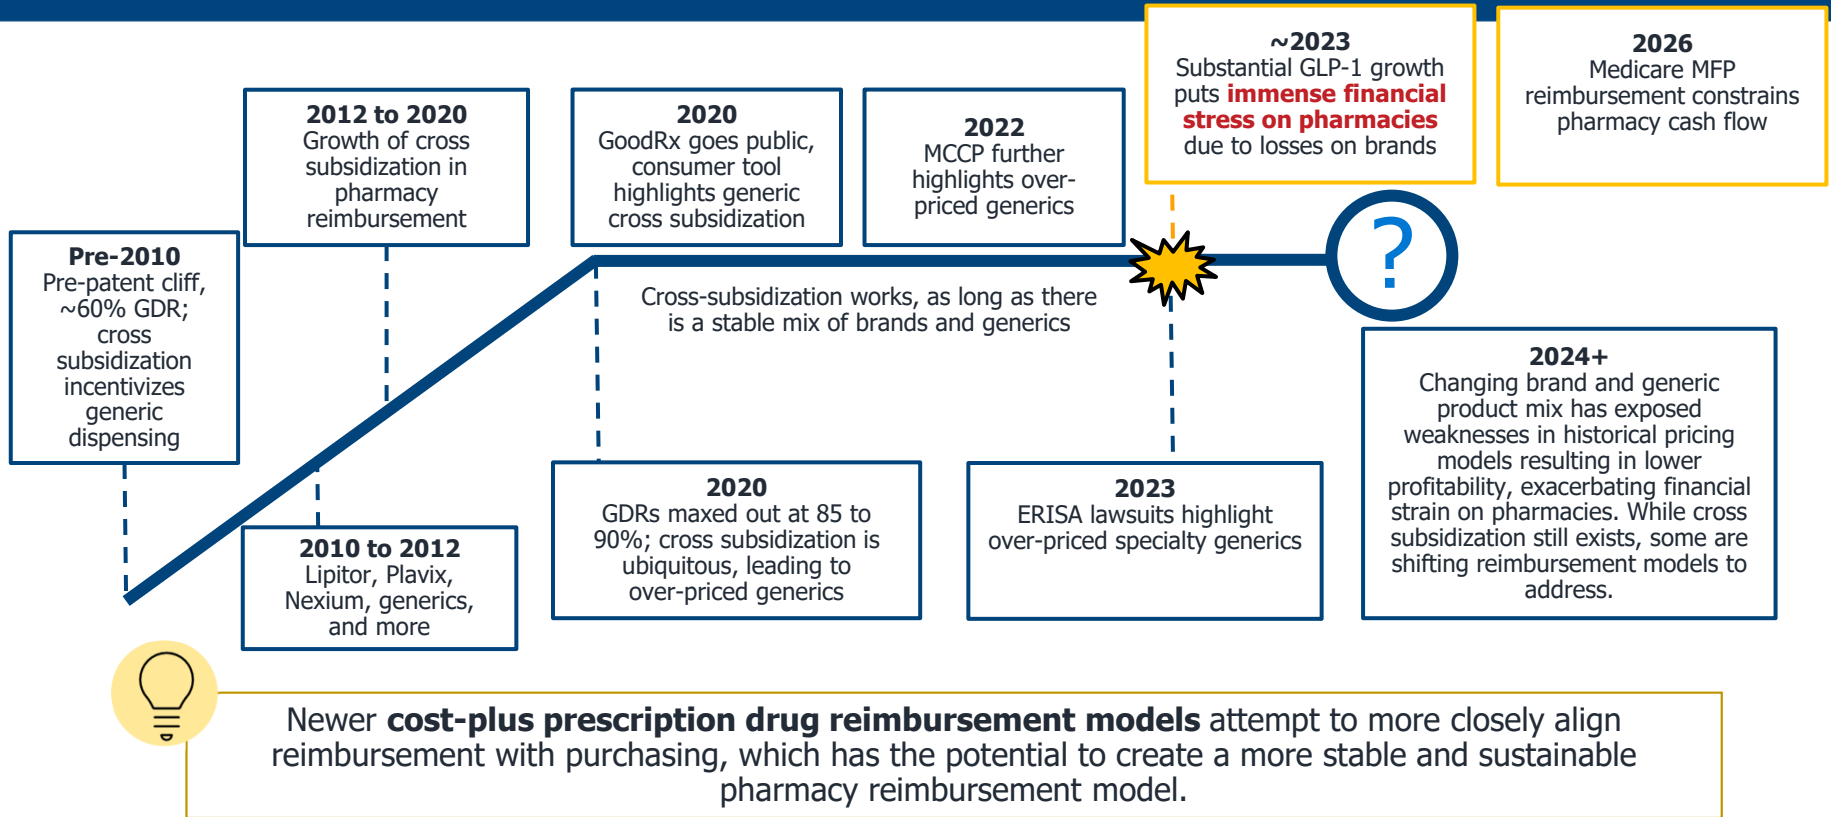 Pre-2010
Pre-patent cliff,
~60% GDR;
cross
subsidization
incentivizes
generic
dispensing
2012 to 2020
Growth of cross
subsidization in
pharmacy
reimbursement
2010 to 2012
Lipitor, Plavix,
Nexium, generics,
and more
2020
GoodRx goes public,
consumer tool
highlights generic
cross subsidization
2020
GDRs maxed out at 85 to
90%; cross subsidization is
ubiquitous, leading to
over-priced generics
Cross-subsidization works, as long as there
is a stable mix of brands and generics
2022
MCCP further
highlights over-
priced generics
~2023
Substantial GLP-1 growth
puts immense financial
stress on pharmacies
due to losses on brands
2023
ERISA lawsuits highlight
over-priced specialty generics
2026
Medicare MFP
reimbursement constrains
pharmacy cash flow
?
2024+
Changing brand and generic
product mix has exposed
weaknesses in historical pricing
models resulting in lower
profitability, exacerbating financial
strain on pharmacies. While cross
subsidization still exists, some are
shifting reimbursement models to
address.
Newer cost-plus prescription drug reimbursement models attempt to more closely align
reimbursement with purchasing, which has the potential to create a more stable and sustainable
pharmacy reimbursement model.